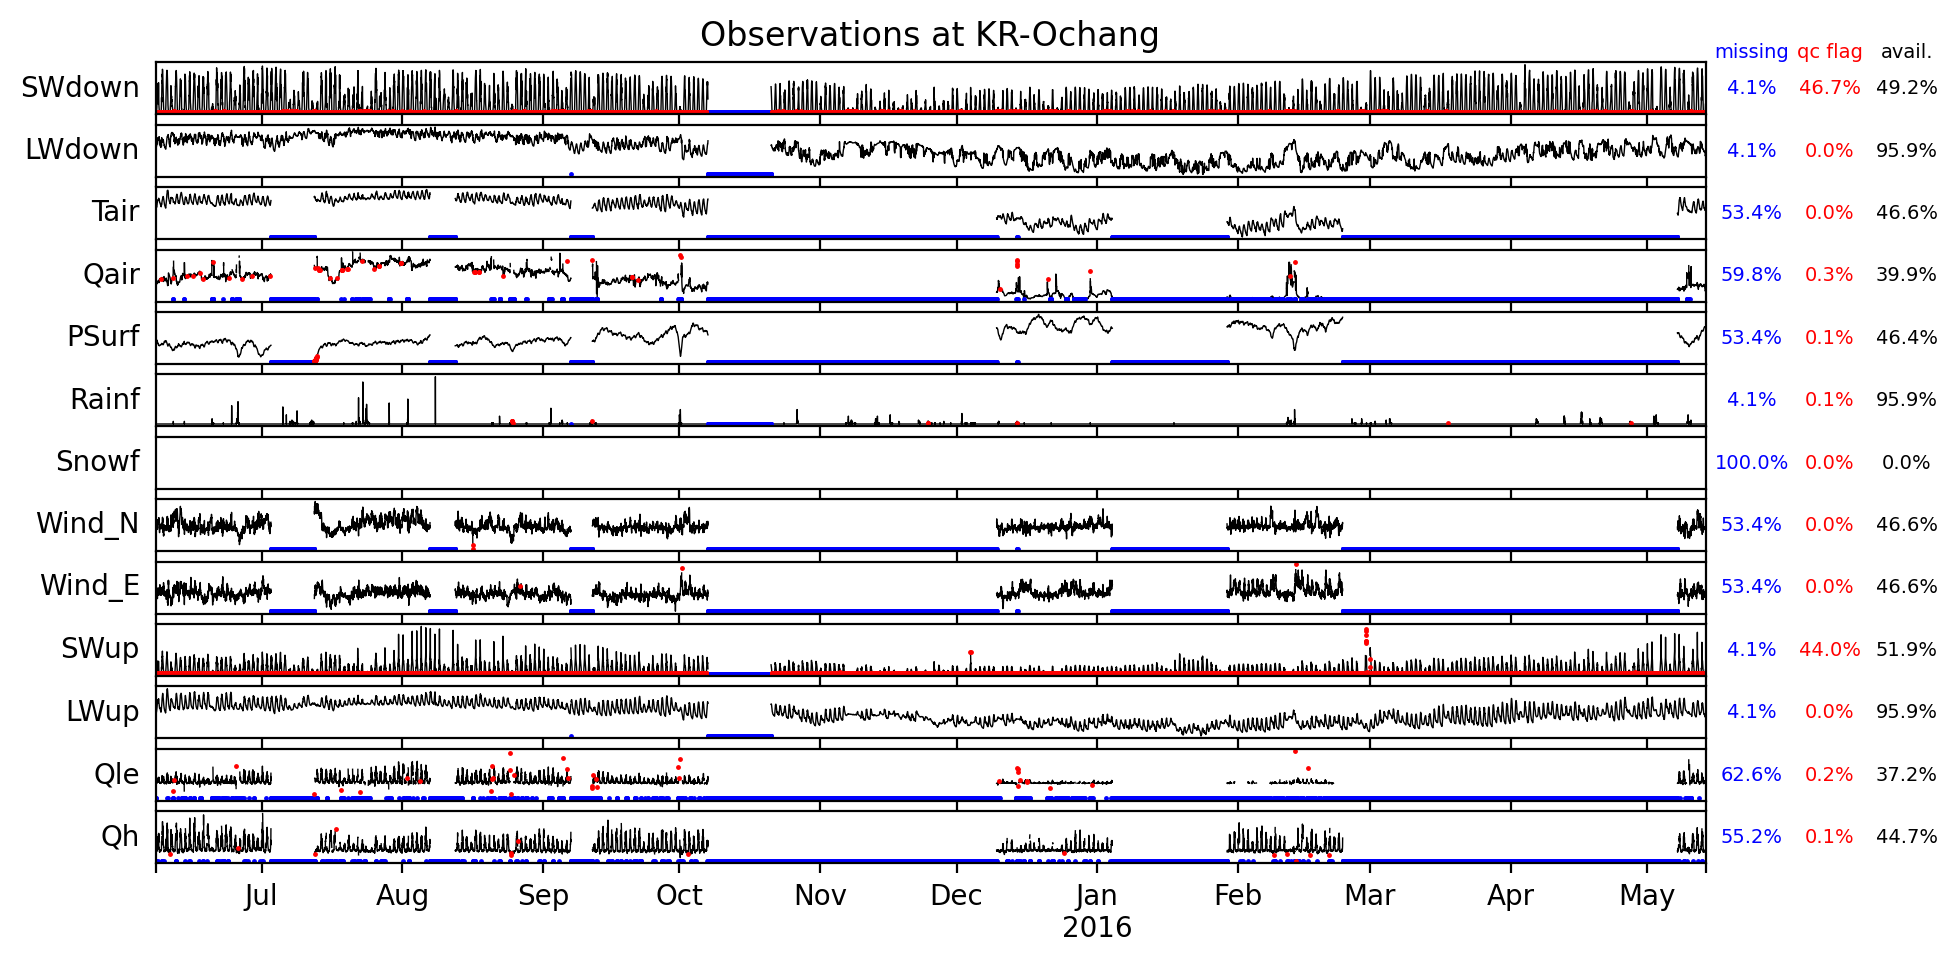 Observations at KR-Ochang
missing qc flag avail.
SWdown 4.1% 46.7% 49.2%
LWdown 4.1% 0.0% 95.9%
Tair 53.4% 0.0% 46.6%
Qair 59.8% 0.3% 39.9%
PSurf 53.4% 0.1% 46.4%
Rainf 4.1% 0.1% 95.9%
Snowf 100.0% 0.0% 0.0%
Wind_N 53.4% 0.0% 46.6%
Wind_E 53.4% 0.0% 46.6%
SWup 4.1% 44.0% 51.9%
LWup 4.1% 0.0% 95.9%
Qle 62.6% 0.2% 37.2%
Qh 55.2% 0.1% 44.7%
Jul Aug Sep Oct Nov Dec Jan Feb Mar Apr May
2016